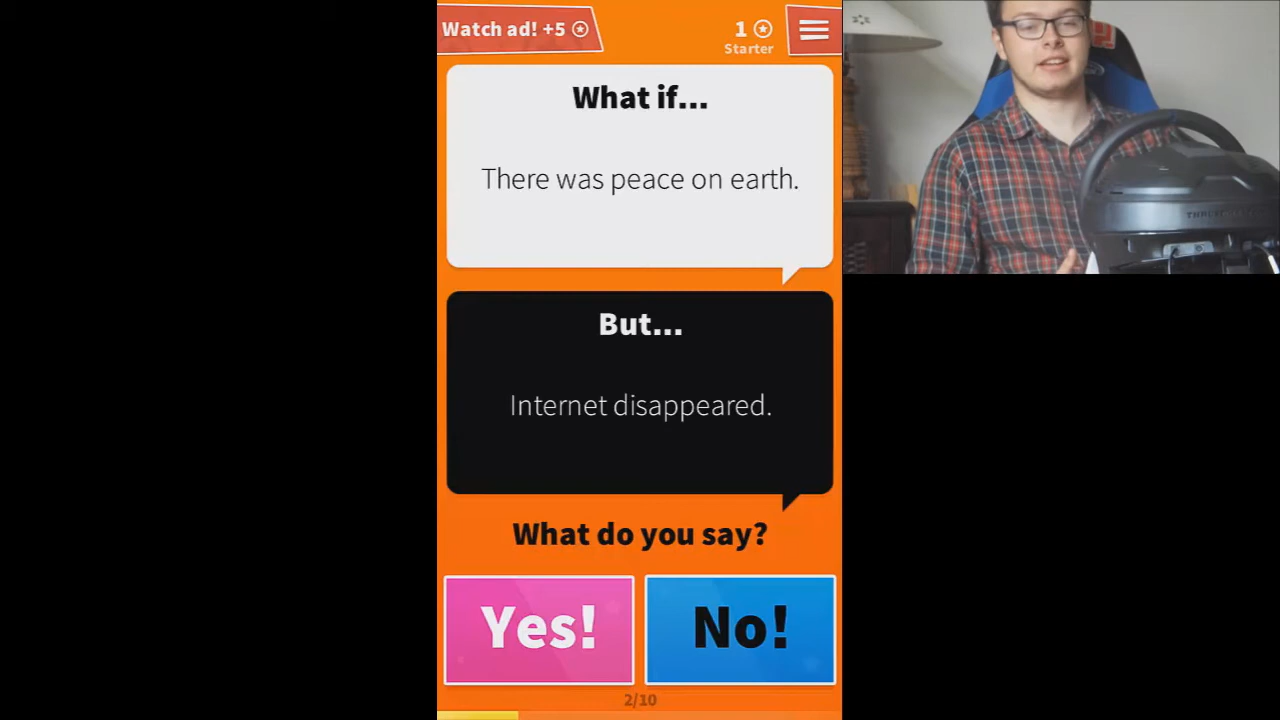 Watch ad! +5
1
Starter
What if...
There was peace on earth.
But...
Internet disappeared.
What do you say?
Yes!
No!
2/10